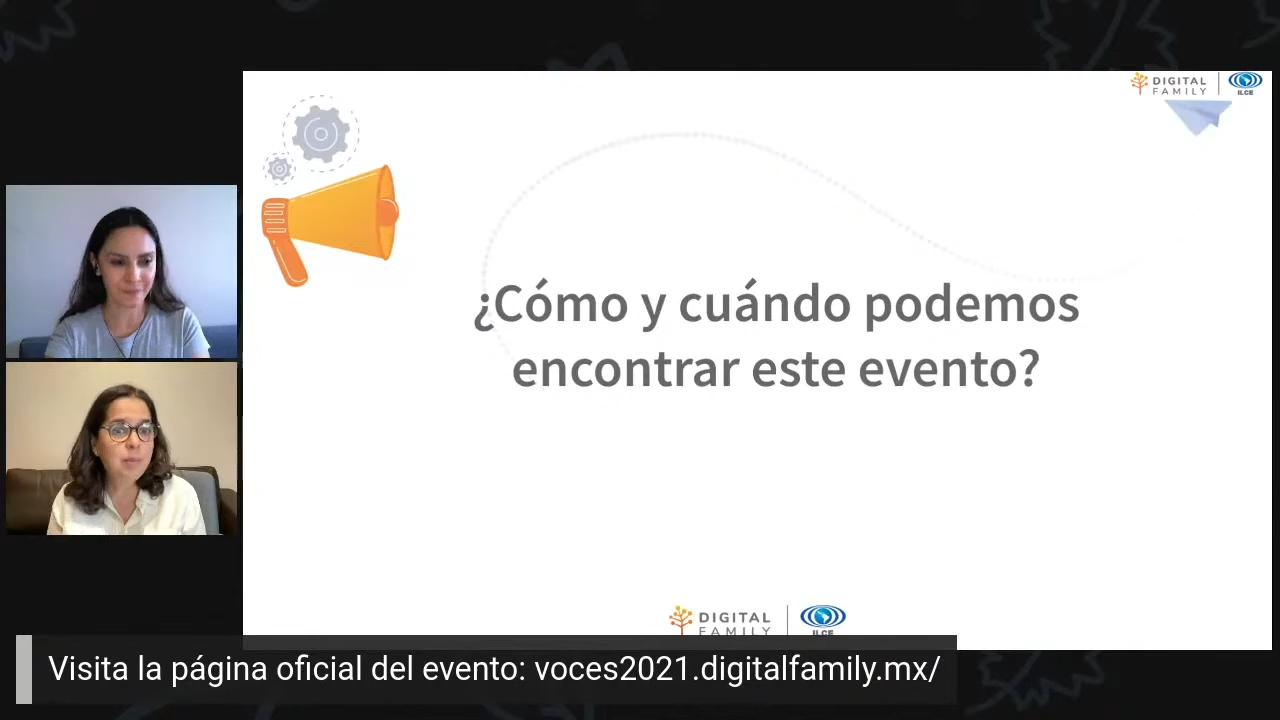 DIGITAL
FAMILY
ILCE
¿Cómo y cuándo podemos
encontrar este evento?
DIGITAL
FAMILY
ILCE
Visita la página oficial del evento: voces2021.digitalfamily.mx/